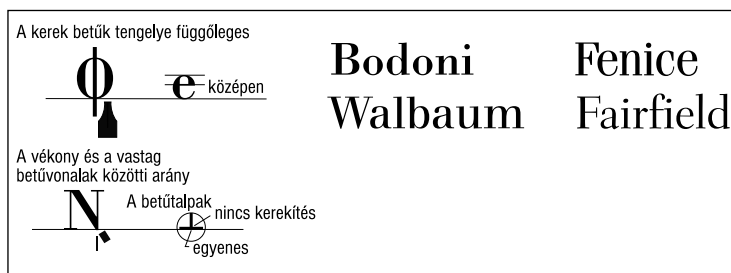 A kerek betűk tengelye függőleges
o
e
középen
A vékony és a vastag
betűvonalak közötti arány
N
A betűtalpak
nincs kerekítés
egyenes
Bodoni
Walbaum
Fenice
Fairfield